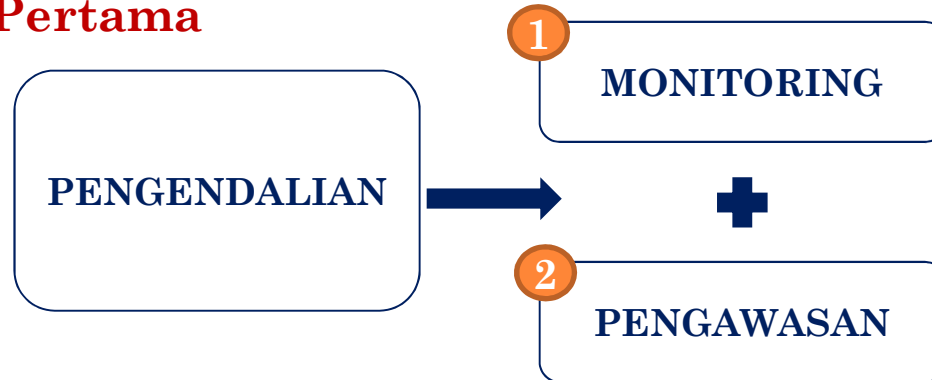 Pertama
1
MONITORING
PENGENDALIAN
2
PENGAWASAN